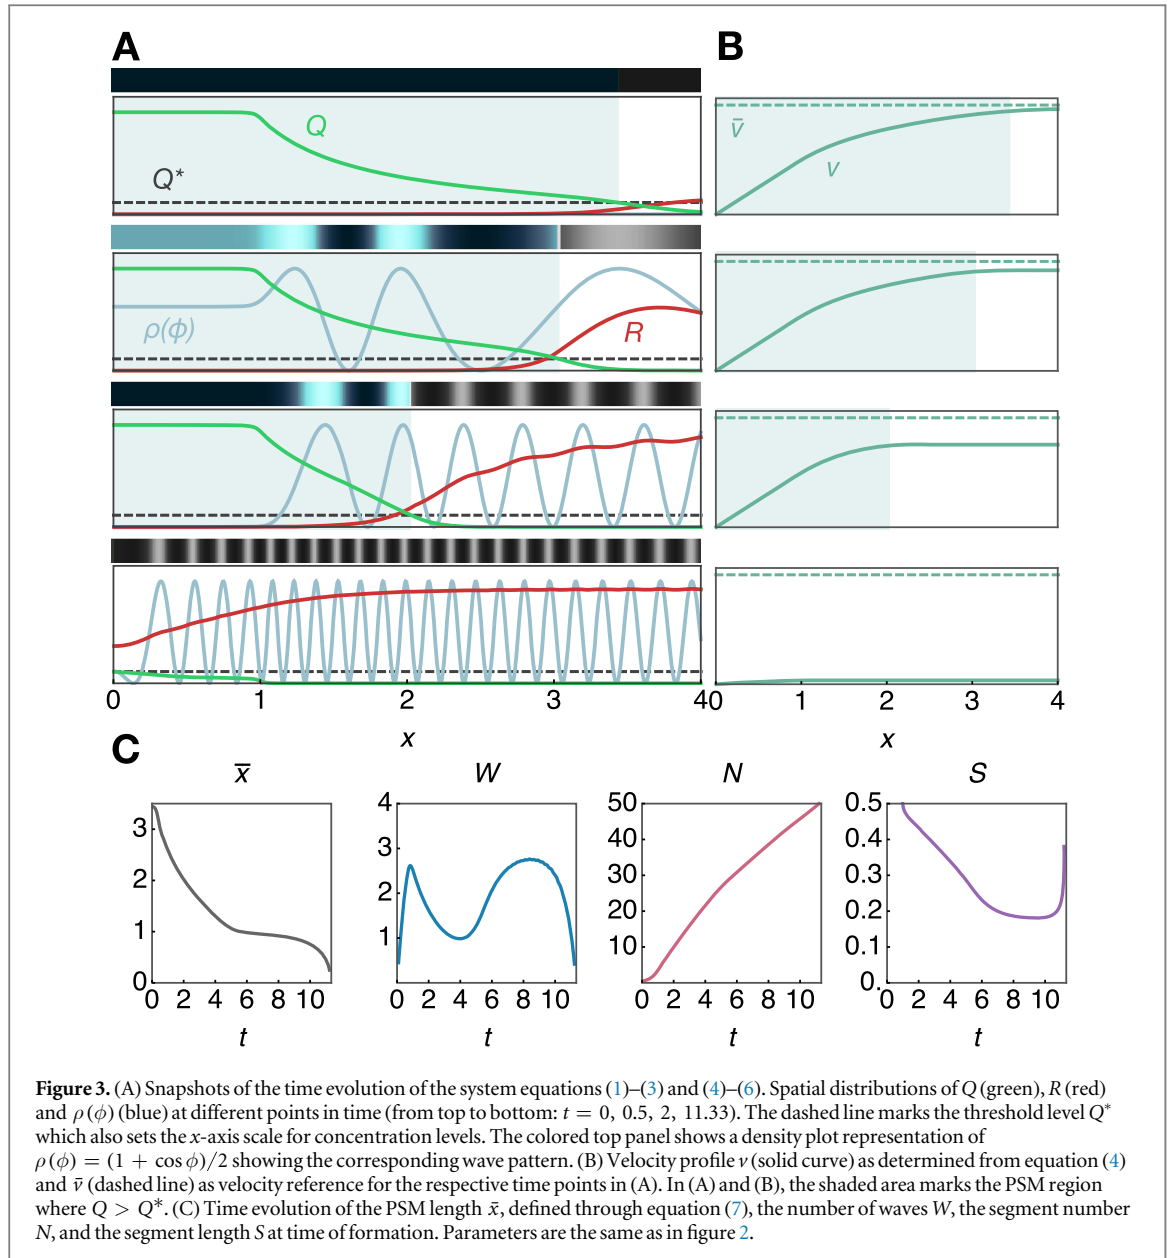 A
B
Q
Q*
v̄
v
ρ(ϕ)
R
0 1 2 3 4
x
0 1 2 3 4
x
C
x̄
W
N
S
3
2
1
0
0 2 4 6 8 10
t
4
3
2
1
0 2 4 6 8 10
t
50
40
30
20
10
0 2 4 6 8 10
t
0.5
0.4
0.3
0.2
0.1
0.
0 2 4 6 8 10
t
Figure 3. (A) Snapshots of the time evolution of the system equations (1)–(3) and (4)–(6). Spatial distributions of Q (green), R (red)
and ρ(ϕ) (blue) at different points in time (from top to bottom: t = 0, 0.5, 2, 11.33). The dashed line marks the threshold level Q*
which also sets the x-axis scale for concentration levels. The colored top panel shows a density plot representation of
ρ(ϕ) = (1 + cos ϕ)/2 showing the corresponding wave pattern. (B) Velocity profile v (solid curve) as determined from equation (4)
and v̄ (dashed line) as velocity reference for the respective time points in (A). In (A) and (B), the shaded area marks the PSM region
where Q > Q*. (C) Time evolution of the PSM length x̄, defined through equation (7), the number of waves W, the segment number
N, and the segment length S at time of formation. Parameters are the same as in figure 2.